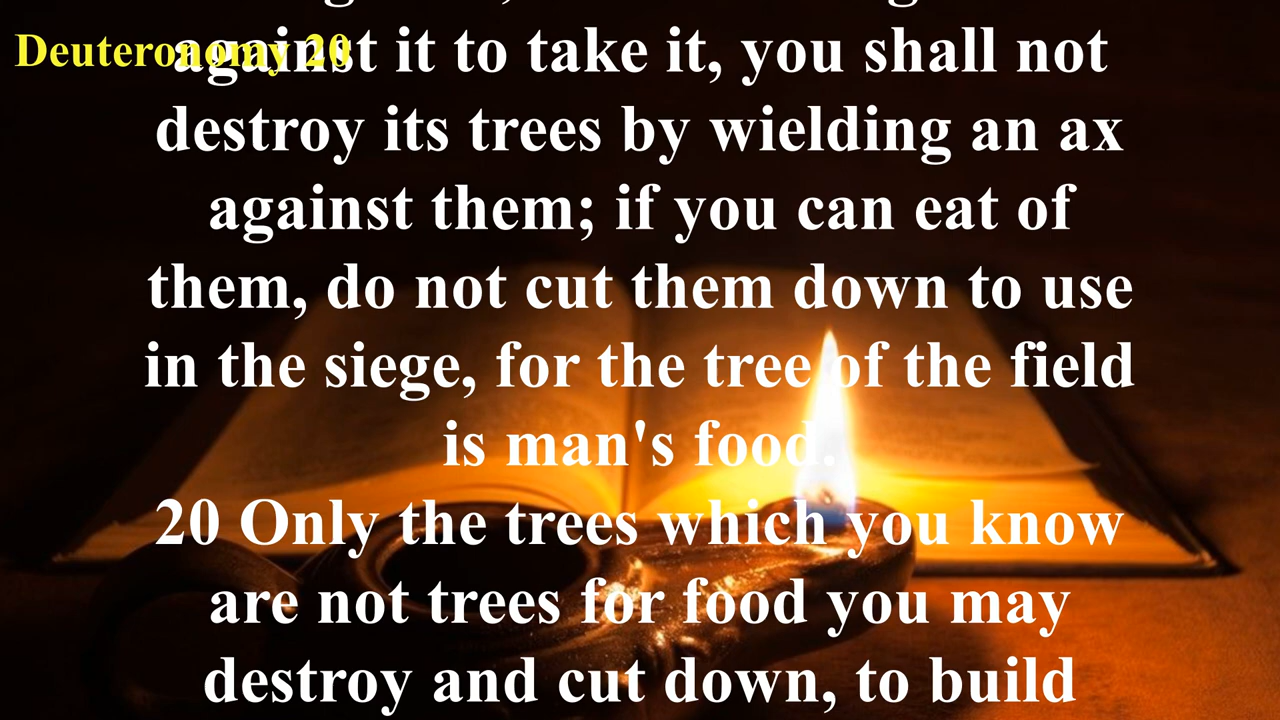 Deuteronomy 20
against it to take it, you shall not
destroy its trees by wielding an ax
against them; if you can eat of
them, do not cut them down to use
in the siege, for the tree of the field
is man's food.
20 Only the trees which you know
are not trees for food you may
destroy and cut down, to build